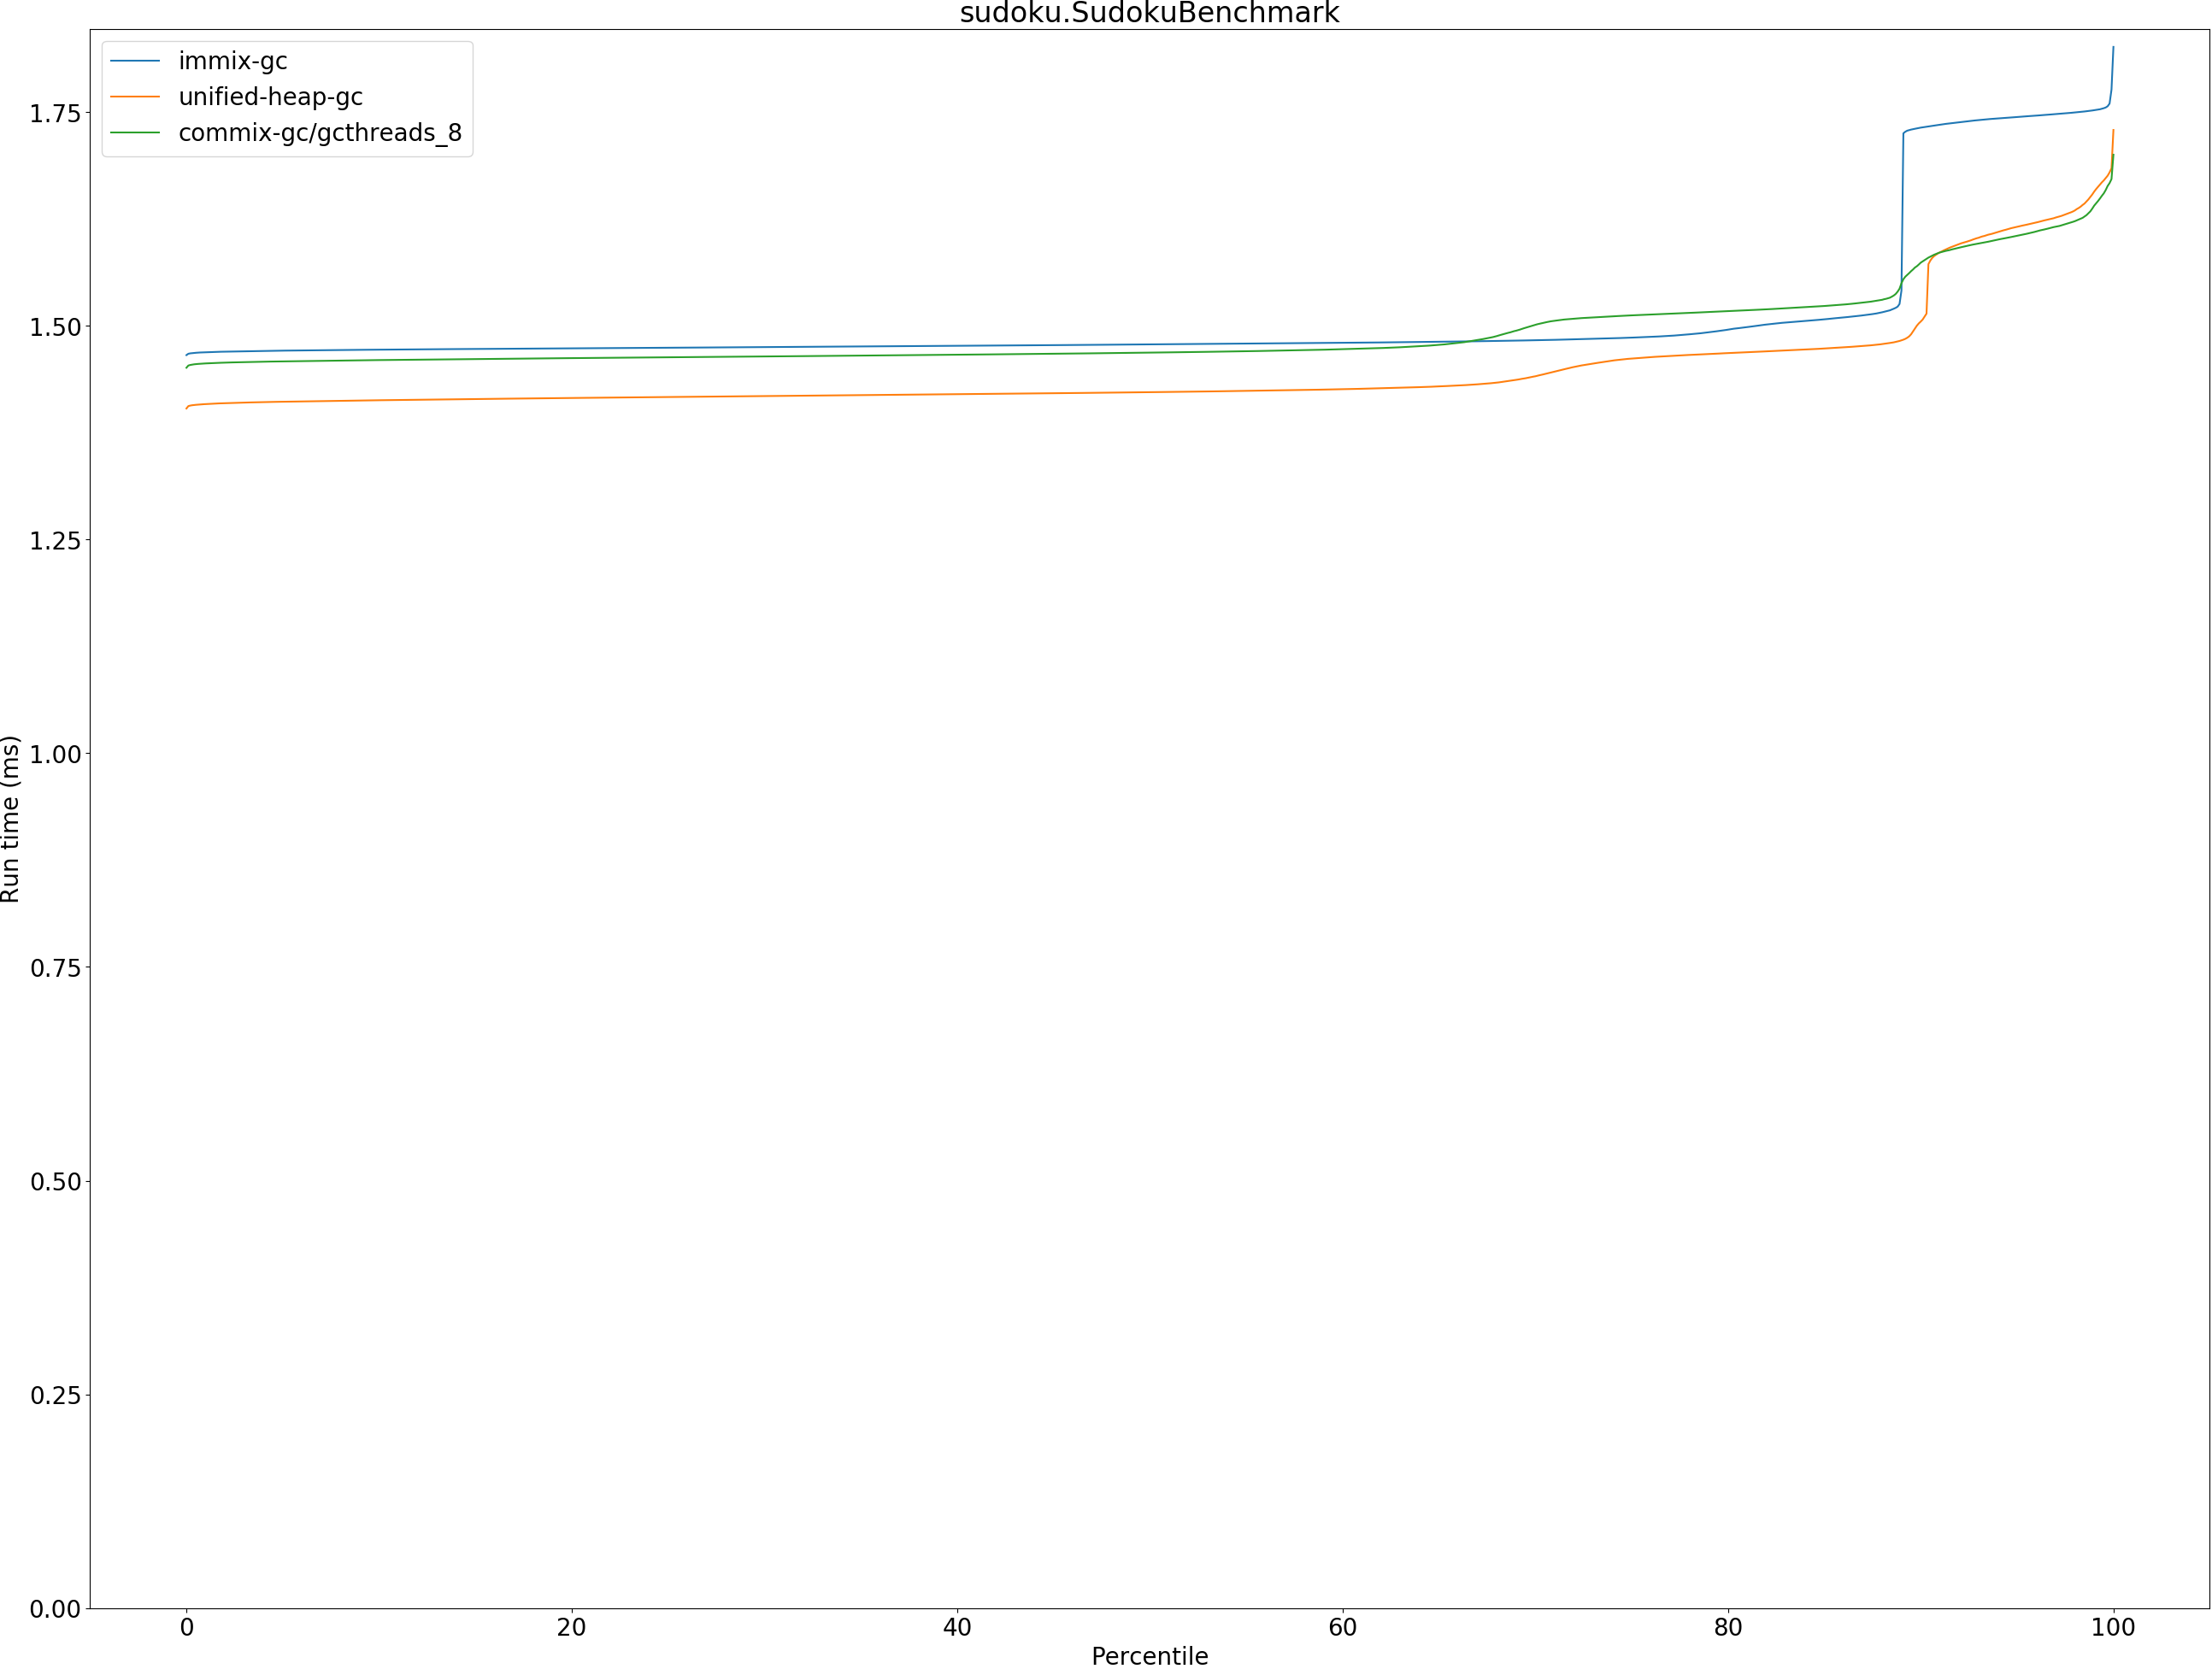 sudoku.SudokuBenchmark
immix-gc
unified-heap-gc
commix-gc/gcthreads_8
1.75
1.50
1.25
1.00
0.75
0.50
0.25
0.00
Run time (ms)
0 20 40 60 80 100
Percentile